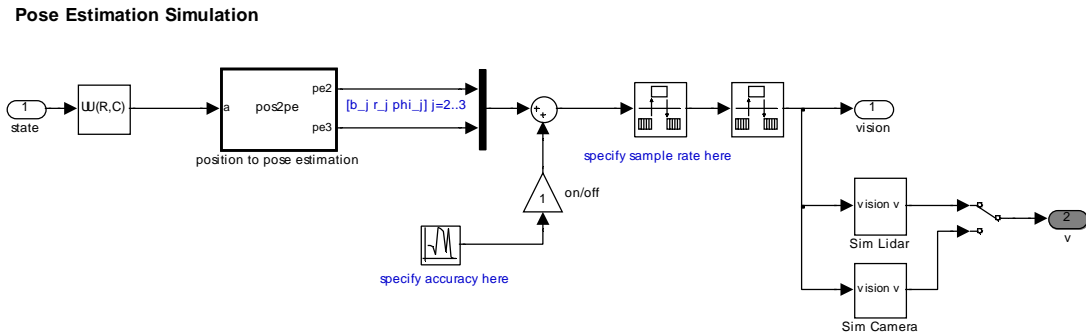 Pose Estimation Simulation
1
state
U(R,C)
a
pos2pe
pe2
pe3
position to pose estimation
[b_j r_j phi_j] j=2..3
+
+
specify sample rate here
1
on/off
specify accuracy here
1
vision
vision v
Sim Lidar
2
v
vision v
Sim Camera